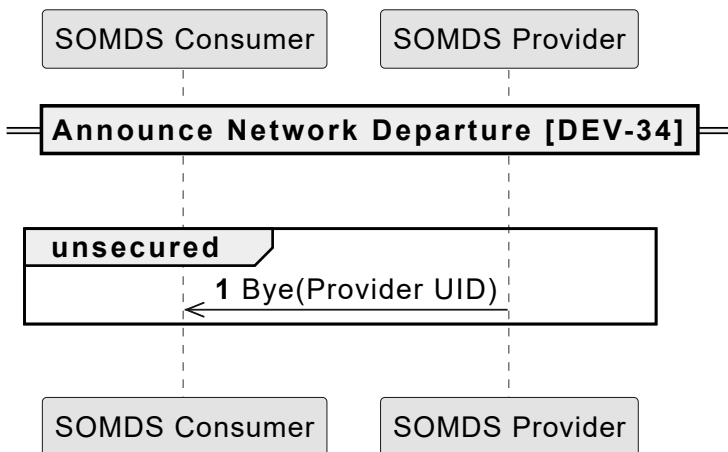 SOMDS Consumer SOMDS Provider
Announce Network Departure [DEV-34]
unsecured
1 Bye(Provider UID)
SOMDS Consumer SOMDS Provider